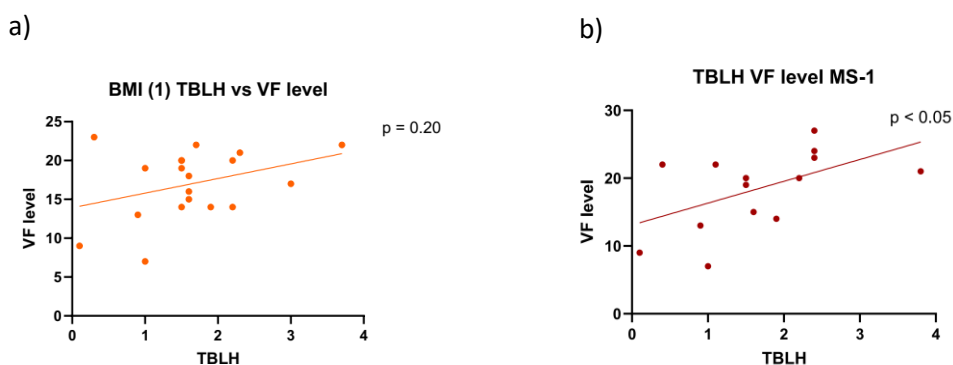 a)
BMI (1) TBLH vs VF level
p = 0.20
25
20
15
10
5
0
VF level
0 1 2 3 4
TBLH
b)
TBLH VF level MS-1
p < 0.05
30
20
10
0
VF level
0 1 2 3 4
TBLH